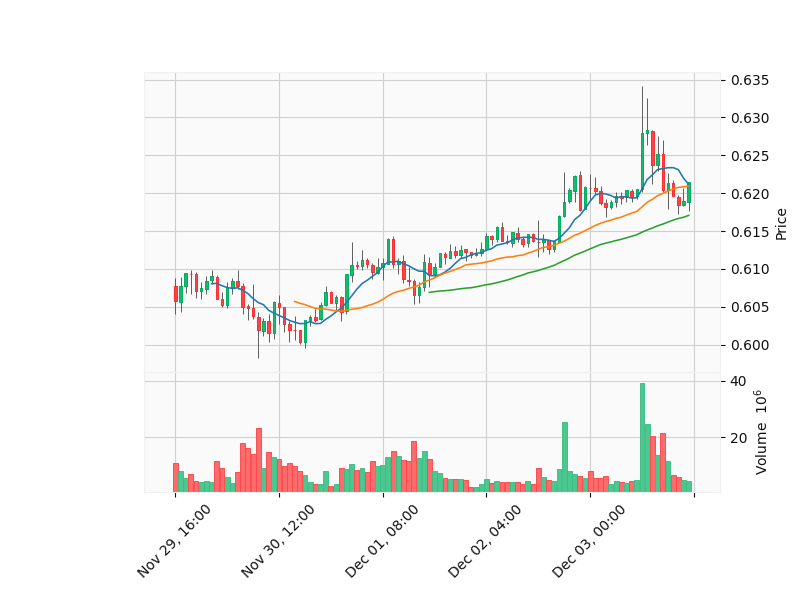 0.635
0.630
0.625
0.620
0.615
0.610
0.605
0.600
Price
40
20
Volume 10⁶
Nov 29, 16:00
Nov 30, 12:00
Dec 01, 08:00
Dec 02, 04:00
Dec 03, 00:00